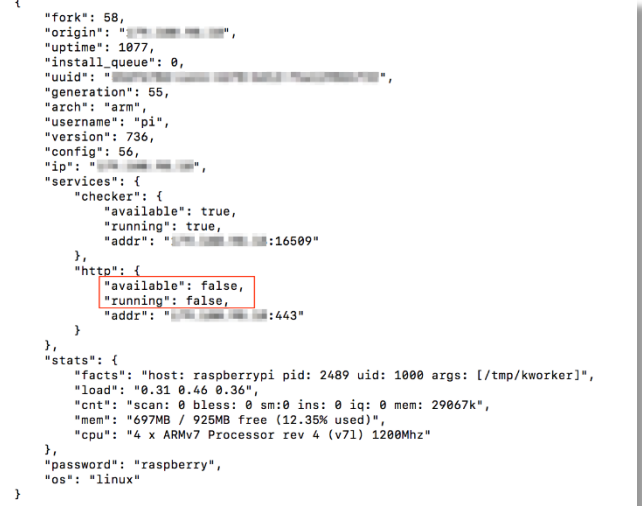 {
"fork": 58,
"origin": "",
"uptime": 1077,
"install_queue": 0,
"uuid": "",
"generation": 55,
"arch": "arm",
"username": "pi",
"version": 736,
"config": 56,
"ip": "",
"services": {
"checker": {
"available": true,
"running": true,
"addr": ":16509"
},
"http": {
"available": false,
"running": false,
"addr": ":443"
}
},
"stats": {
"facts": "host: raspberrypi pid: 2489 uid: 1000 args: [/tmp/kworker]",
"load": "0.31 0.46 0.36",
"cnt": "scan: 0 bless: 0 sm:0 ins: 0 iq: 0 mem: 29067k",
"mem": "697MB / 925MB free (12.35% used)",
"cpu": "4 x ARMv7 Processor rev 4 (v7l) 1200Mhz"
},
"password": "raspberry",
"os": "linux"
}